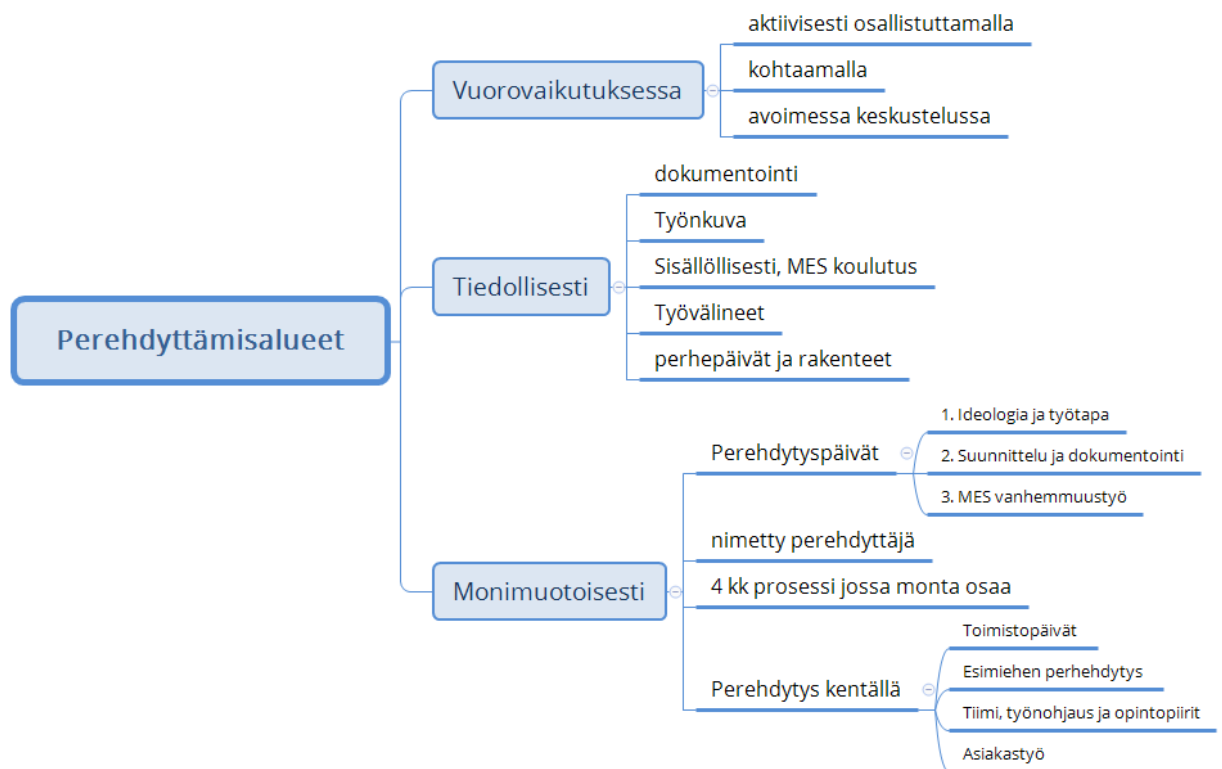 Perehdyttämisalueet
Vuorovaikutuksessa
aktiivisesti osallistuttamalla
kohtaamalla
avoimessa keskustelussa
Tiedollisesti
dokumentointi
Työnkuva
Sisällöllisesti, MES koulutus
Työvälineet
perhepäivät ja rakenteet
Monimuotoisesti
Perehdytyspäivät
1. Ideologia ja työtapa
2. Suunnittelu ja dokumentointi
3. MES vanhemmuustyö
nimetty perehdyttäjä
4 kk prosessi jossa monta osaa
Perehdytys kentällä
Toimistopäivät
Esimiehen perhehdytys
Tiimi, työnohjaus ja opintopiirit
Asiakastyö